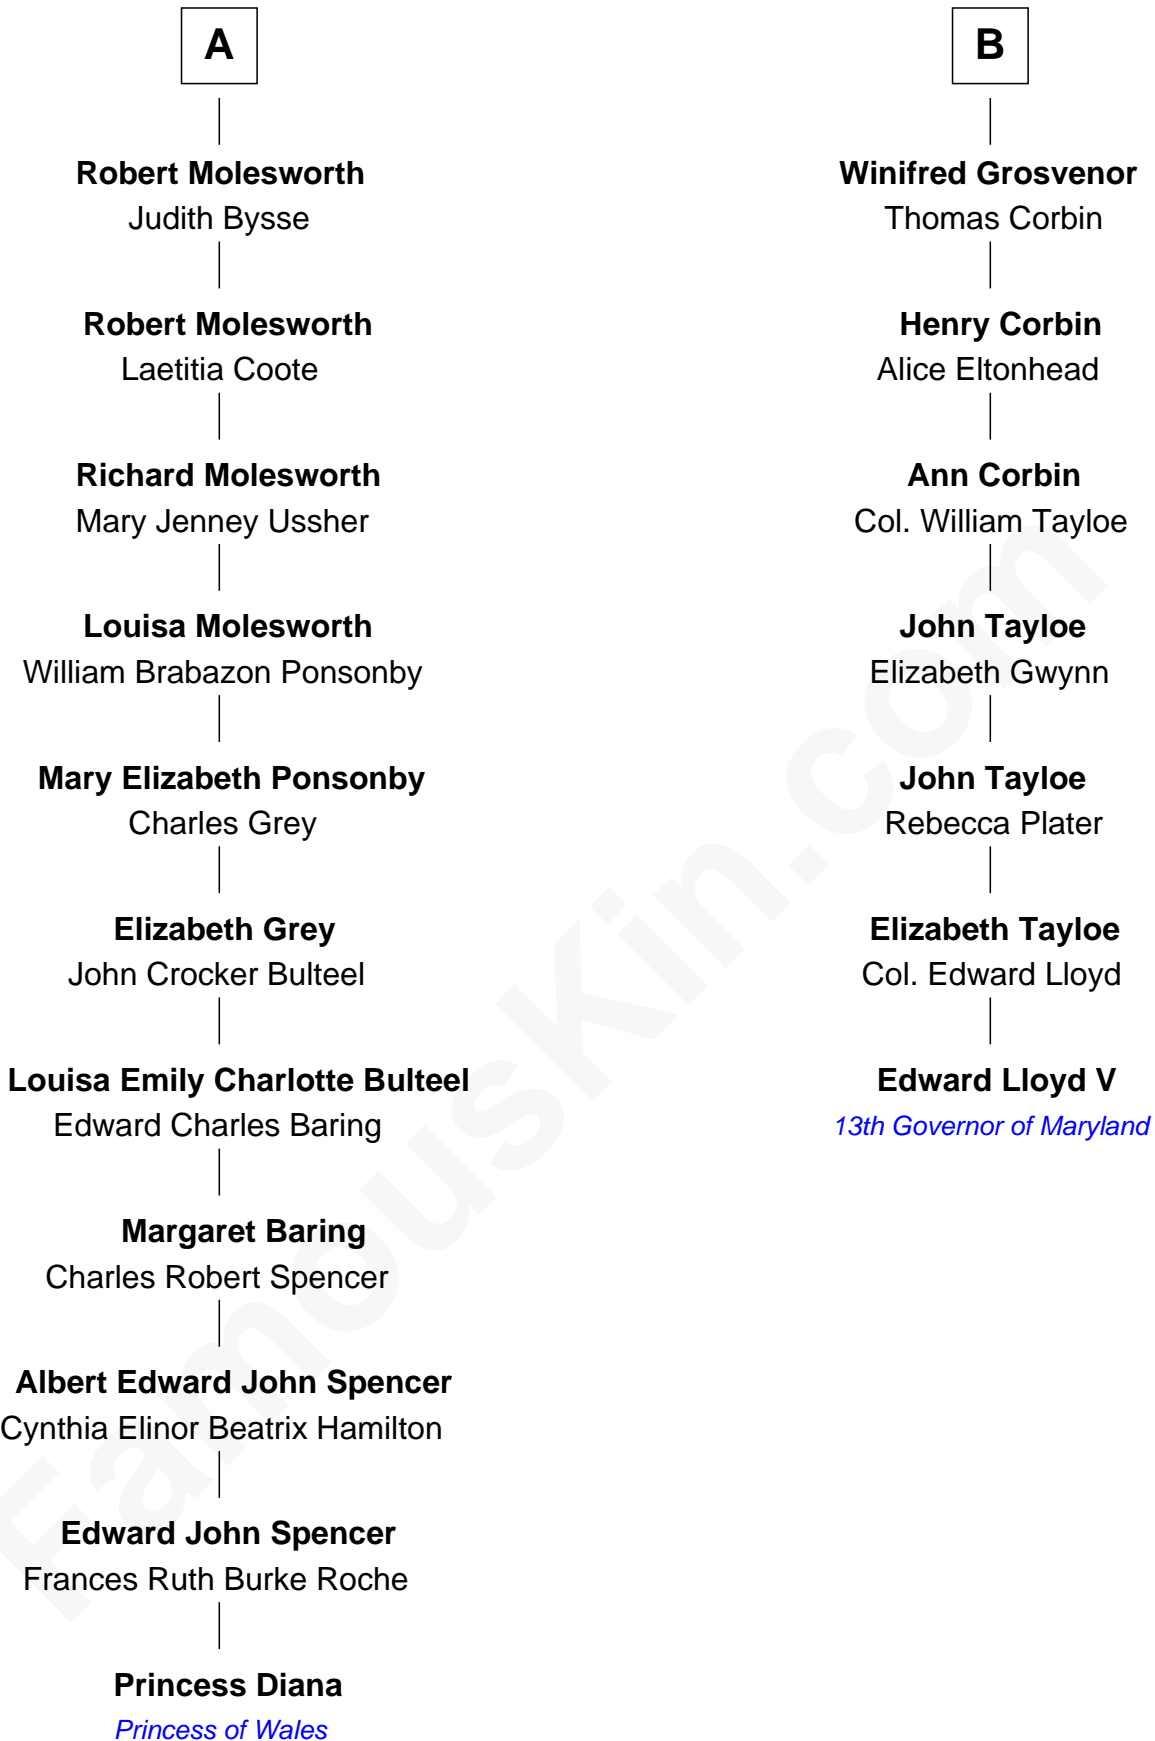 A
Robert Molesworth
Judith Bysse
Robert Molesworth
Laetitia Coote
Richard Molesworth
Mary Jenney Ussher
Louisa Molesworth
William Brabazon Ponsonby
Mary Elizabeth Ponsonby
Charles Grey
Elizabeth Grey
John Crocker Bulteel
Louisa Emily Charlotte Bulteel
Edward Charles Baring
Margaret Baring
Charles Robert Spencer
Albert Edward John Spencer
Cynthia Elinor Beatrix Hamilton
Edward John Spencer
Frances Ruth Burke Roche
Princess Diana
Princess of Wales
B
Winifred Grosvenor
Thomas Corbin
Henry Corbin
Alice Eltonhead
Ann Corbin
Col. William Tayloe
John Tayloe
Elizabeth Gwynn
John Tayloe
Rebecca Plater
Elizabeth Tayloe
Col. Edward Lloyd
Edward Lloyd V
13th Governor of Maryland
FamousKin.com